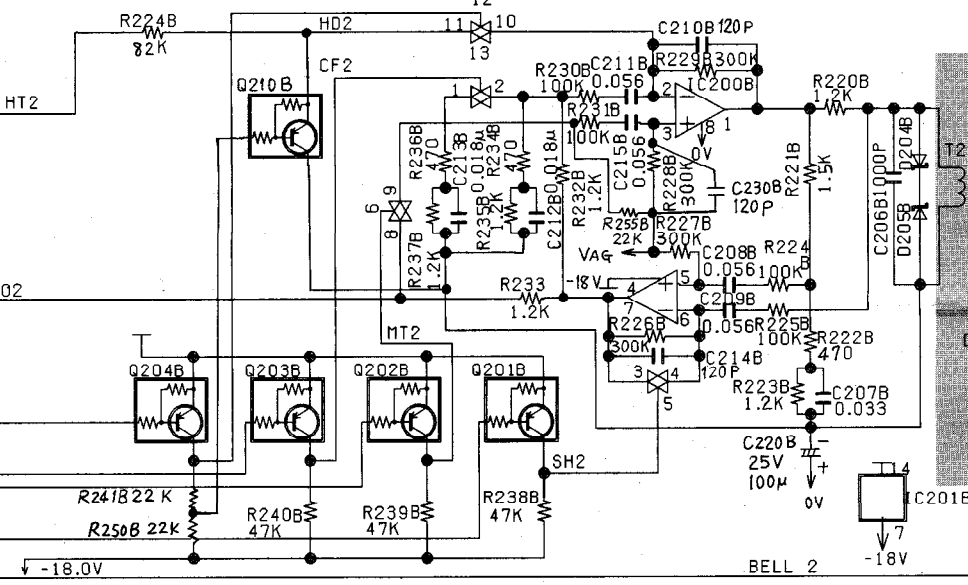 12
R224B
82K
HD2
11
10
13
C210B 120P
R229B 300K
IC200B
CF2
1
2
R230B
100K
C211B
0.056
R231B
100K
2
3
8
1
0V
R220B
1.2K
HT2
Q210B
R236B
470
C213B
0.018μ
R234B
470
0.018μ
C212B
R232B
1.2K
C215B
0.056
R228B
300K
C230B
120P
R221B
1.5K
C206B
1000P
D204B
D205B
T2
6
9
8
R237B
1.2K
R235B
1.2K
R255B
22K
R227B
300K
VAG
C208B
0.056
R224
B
100K
O2
R233
1.2K
-18V
4
7
5
6
C209B
0.056
R225B
100K
R226B
300K
C214B
120P
3
4
5
R222B
470
R223B
1.2K
C207B
0.033
MT2
Q204B
Q203B
Q202B
Q201B
SH2
C220B
25V
100μ
-
+
0V
R241B 22K
R250B 22K
R240B
47K
R239B
47K
R238B
47K
14
IC201B
7
-18V
-18.0V
BELL 2